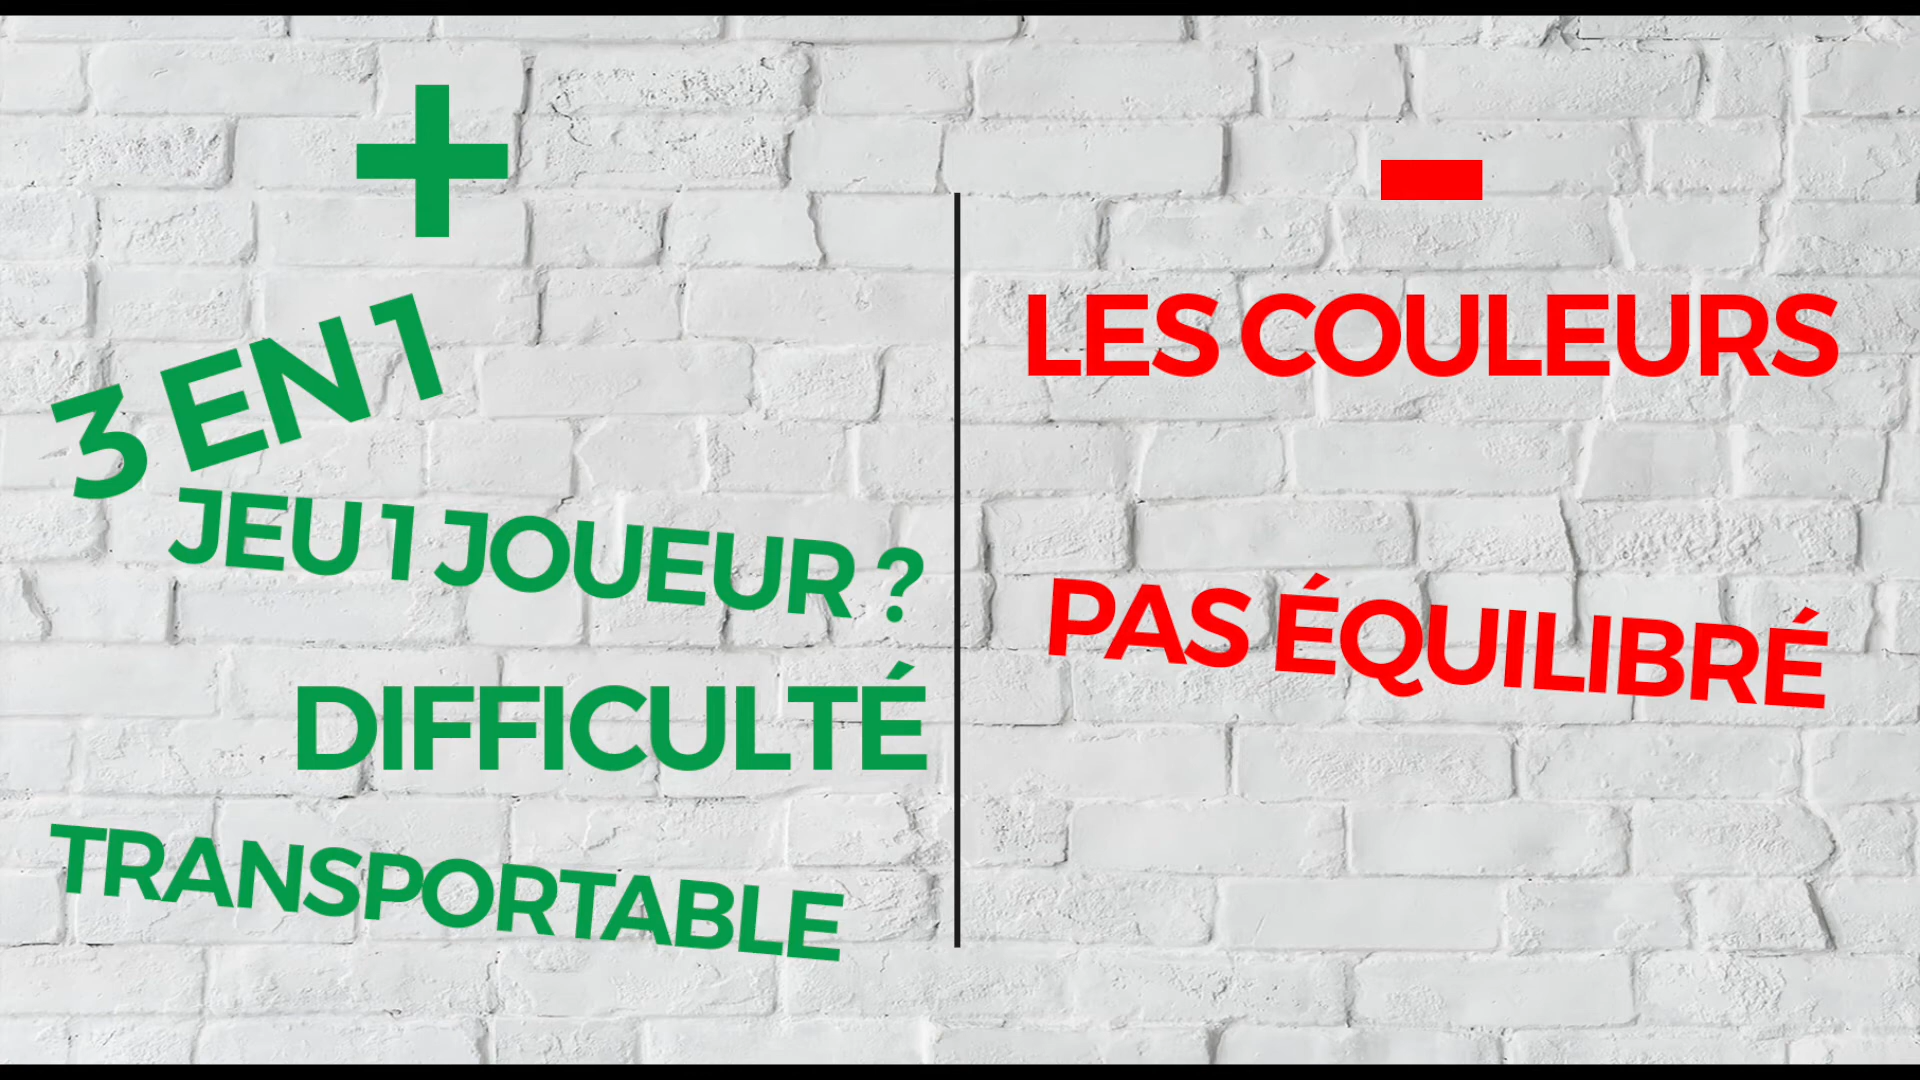 +
3 EN 1
JEU 1 JOUEUR ?
DIFFICULTÉ
TRANSPORTABLE
-
LES COULEURS
PAS ÉQUILIBRÉ